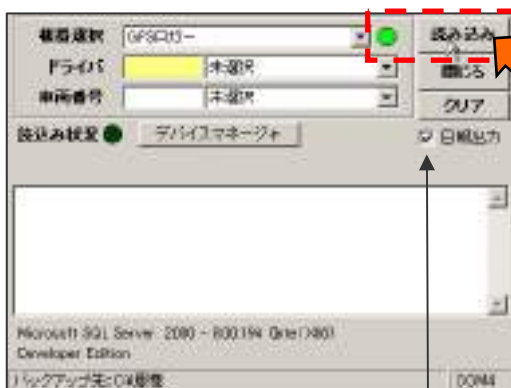 機器選択 GPSロガー 読み込み
ドライバ 未選択 閉じる
車両番号 未選択 クリア
読込み状況 デバイスマネージャ 日報出力
Microsoft SQL Server 2000 - 8.00.194 (Intel X86)
Developer Edition
バックアップ先:C:¥ COM4